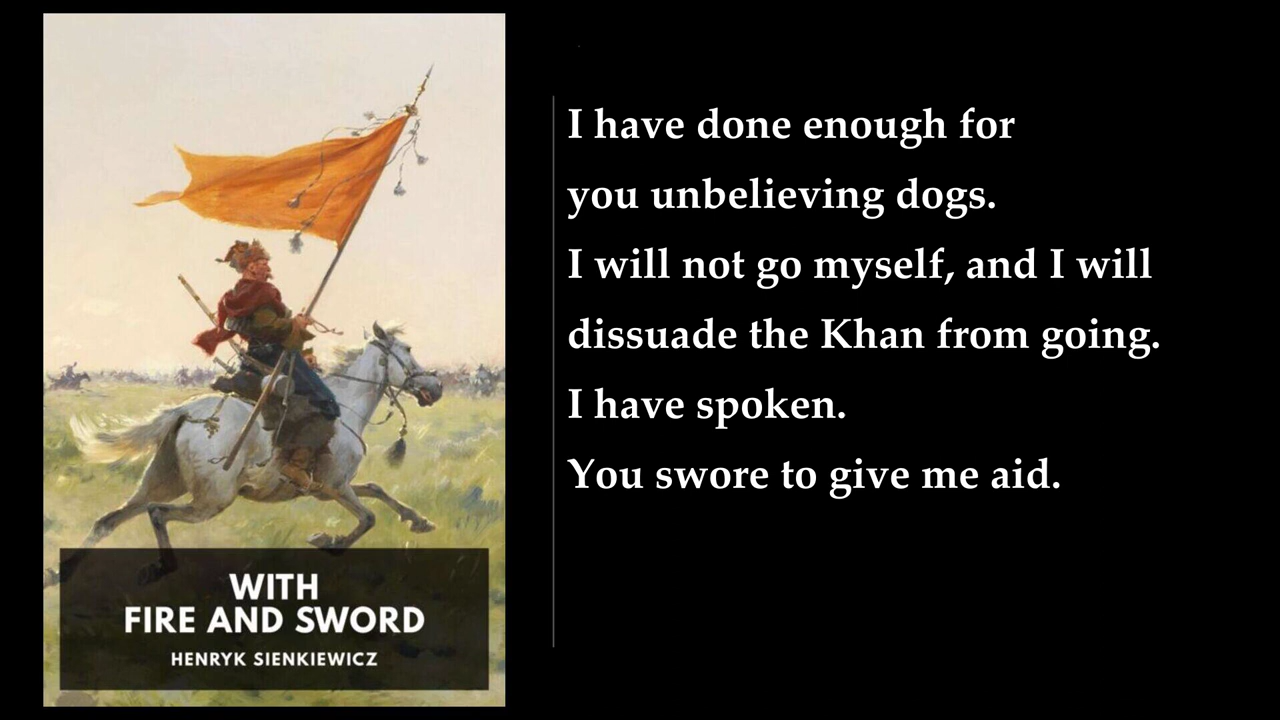 I have done enough for
you unbelieving dogs.
I will not go myself, and I will
dissuade the Khan from going.
I have spoken.
You swore to give me aid.
WITH
FIRE AND SWORD
HENRYK SIENKIEWICZ